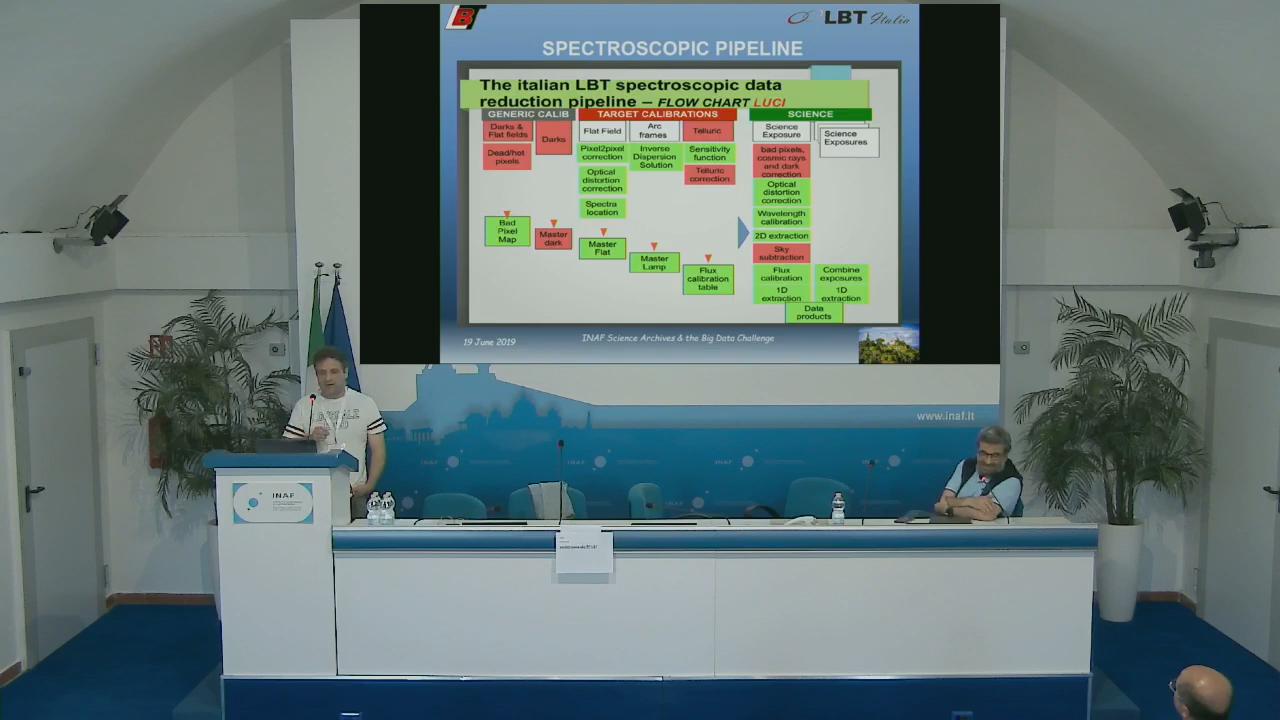 LBT
LBT Italia
SPECTROSCOPIC PIPELINE
The italian LBT spectroscopic data
reduction pipeline – FLOW CHART LUCI
GENERIC CALIB
TARGET CALIBRATIONS
SCIENCE
Darks &
Flat fields
Darks
Flat Field
Arc
frames
Telluric
Science
Exposure
Science
Exposures
Dead/hot
pixels
Pixel2pixel
correction
Inverse
Dispersion
Solution
Sensitivity
function
bad pixels,
cosmic rays
and dark
correction
Optical
distortion
correction
Telluric
correction
Optical
distortion
correction
Spectra
location
Wavelength
calibration
Bad
Pixel
Map
Master
dark
Master
Flat
Master
Lamp
Flux
calibration
table
2D extraction
Sky
subtraction
Flux
calibration
Combine
exposures
1D
extraction
1D
extraction
Data
products
19 June 2019
INAF Science Archives & the Big Data Challenge
www.inaf.it
INAF
INAF
INAF
INAF
INAF